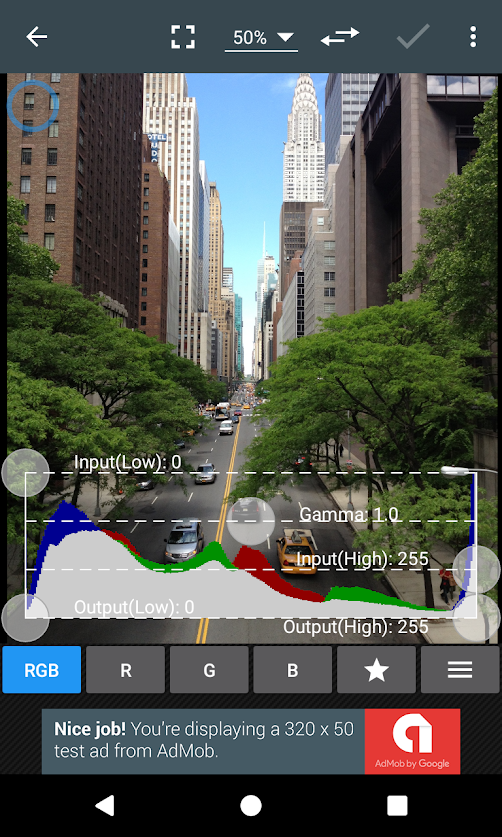 50%
HOTEL
Input(Low): 0
Gamma: 1.0
Input(High): 255
Output(Low): 0
Output(High): 255
RGB
R
G
B
Nice job! You're displaying a 320 x 50
test ad from AdMob.
AdMob by Google